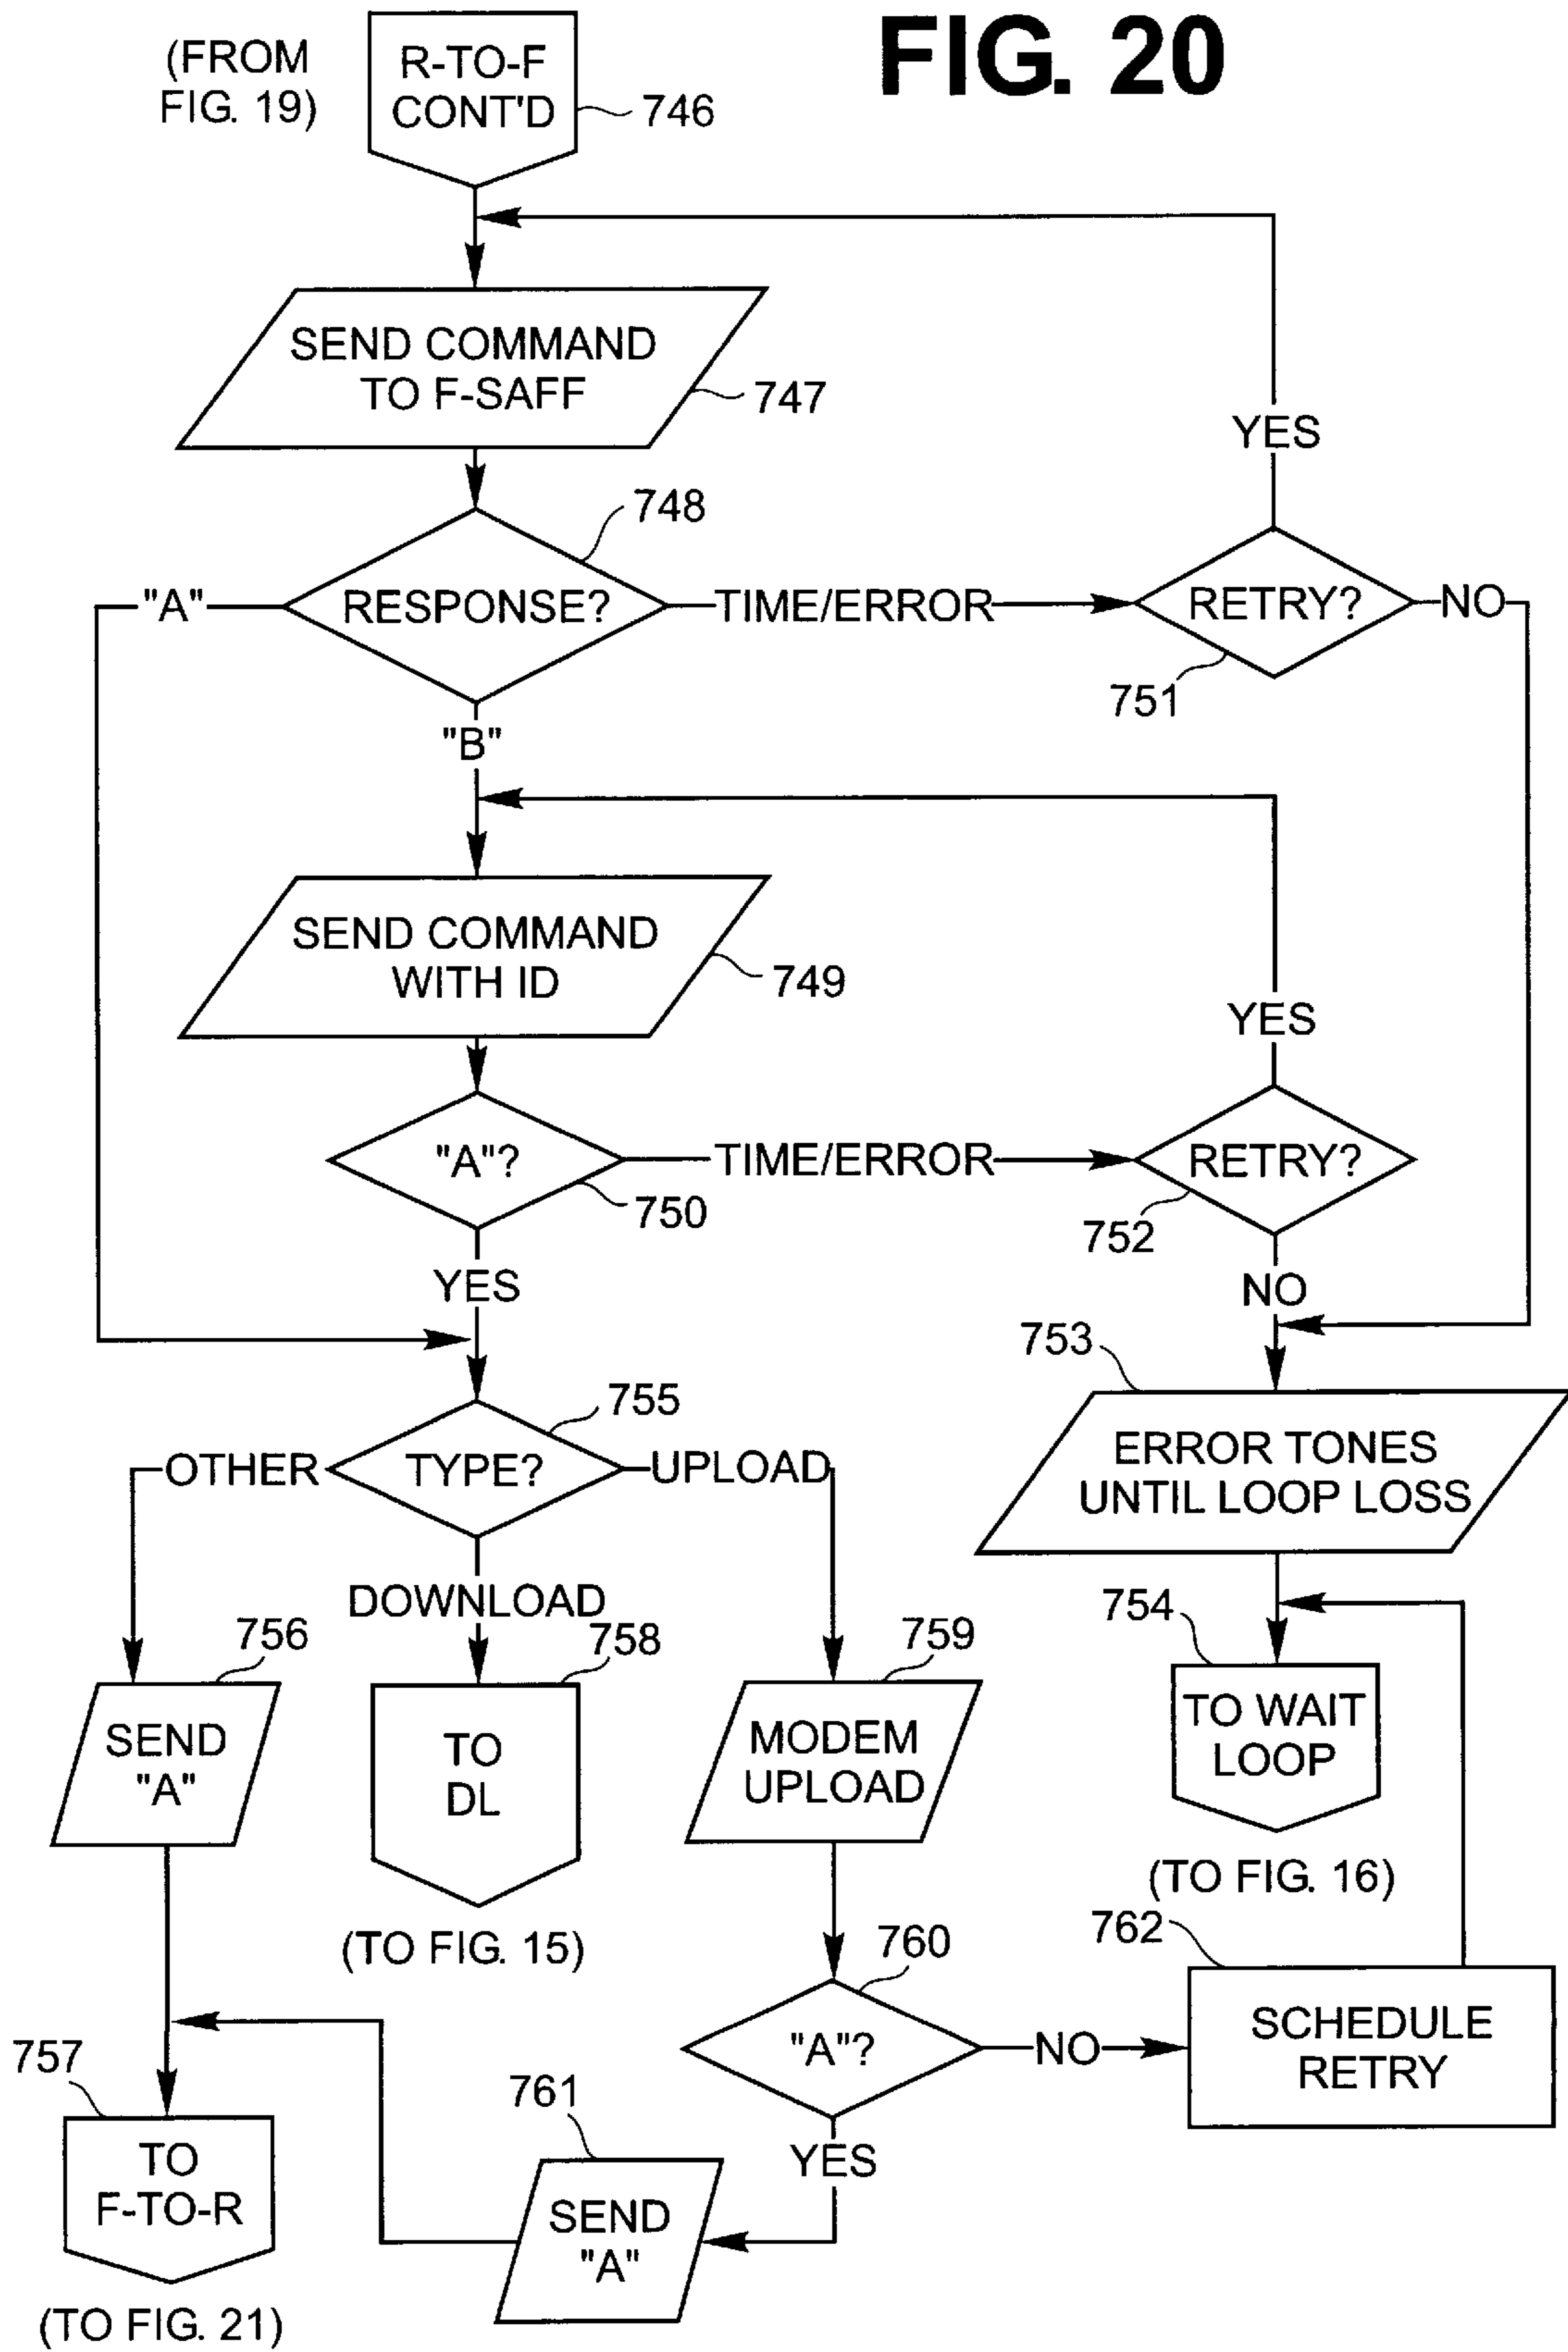 FIG. 20
(FROM
FIG. 19)
R-TO-F
CONT'D
746
SEND COMMAND
TO F-SAFF
747
YES
748
"A"
RESPONSE?
TIME/ERROR
RETRY?
NO
751
"B"
SEND COMMAND
WITH ID
749
YES
"A"?
TIME/ERROR
RETRY?
750
752
YES
NO
753
755
OTHER
TYPE?
UPLOAD
ERROR TONES
UNTIL LOOP LOSS
DOWNLOAD
754
756
758
759
SEND
"A"
TO
DL
MODEM
UPLOAD
TO WAIT
LOOP
(TO FIG. 16)
(TO FIG. 15)
760
762
"A"?
NO
SCHEDULE
RETRY
757
761
YES
TO
F-TO-R
SEND
"A"
(TO FIG. 21)